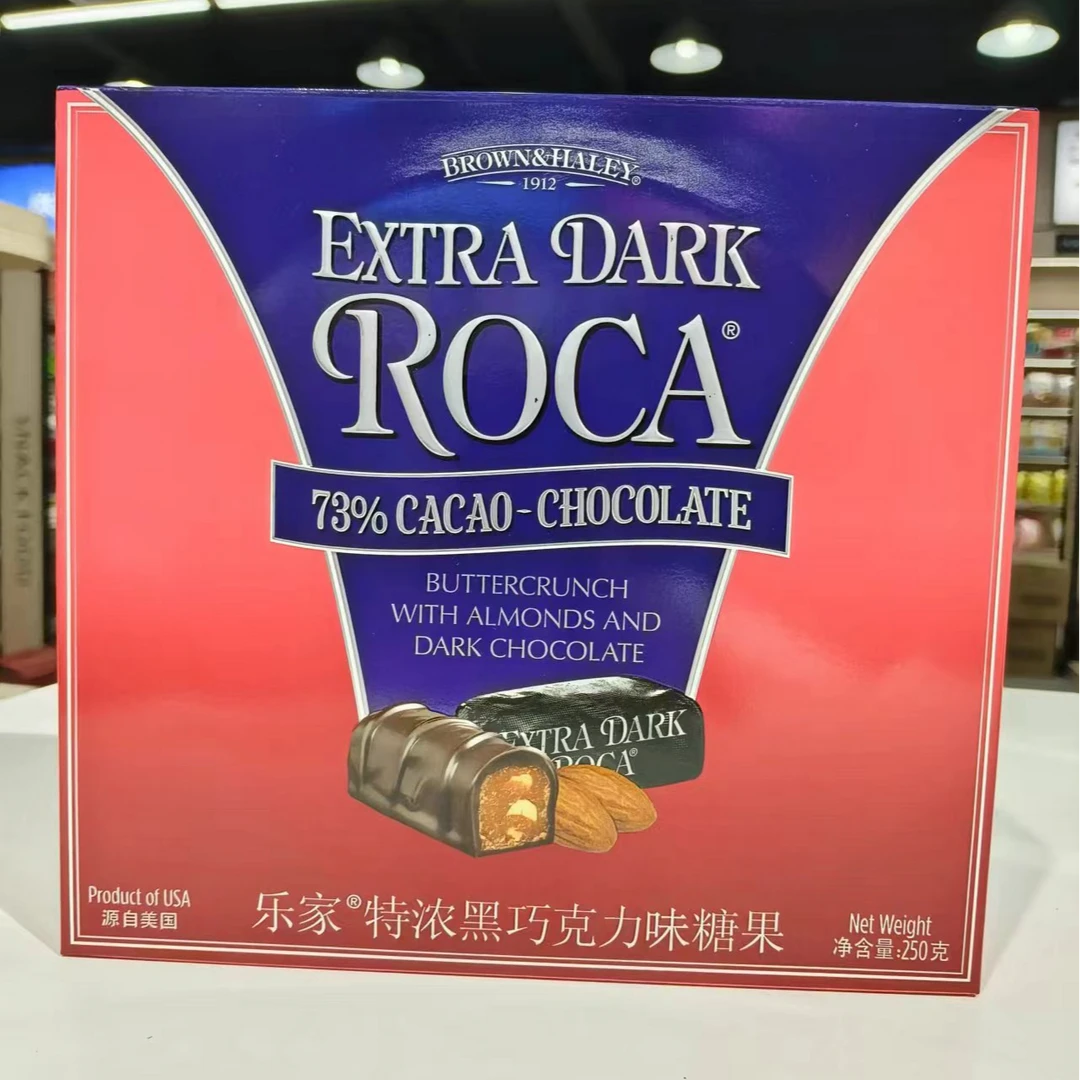 BROWN&HALEY®
1912
EXTRA DARK
ROCA®
73% CACAO-CHOCOLATE
BUTTERCRUNCH
WITH ALMONDS AND
DARK CHOCOLATE
EXTRA DARK
ROCA®
Product of USA
源自美国
乐家®特浓黑巧克力味糖果
Net Weight
净含量:250克